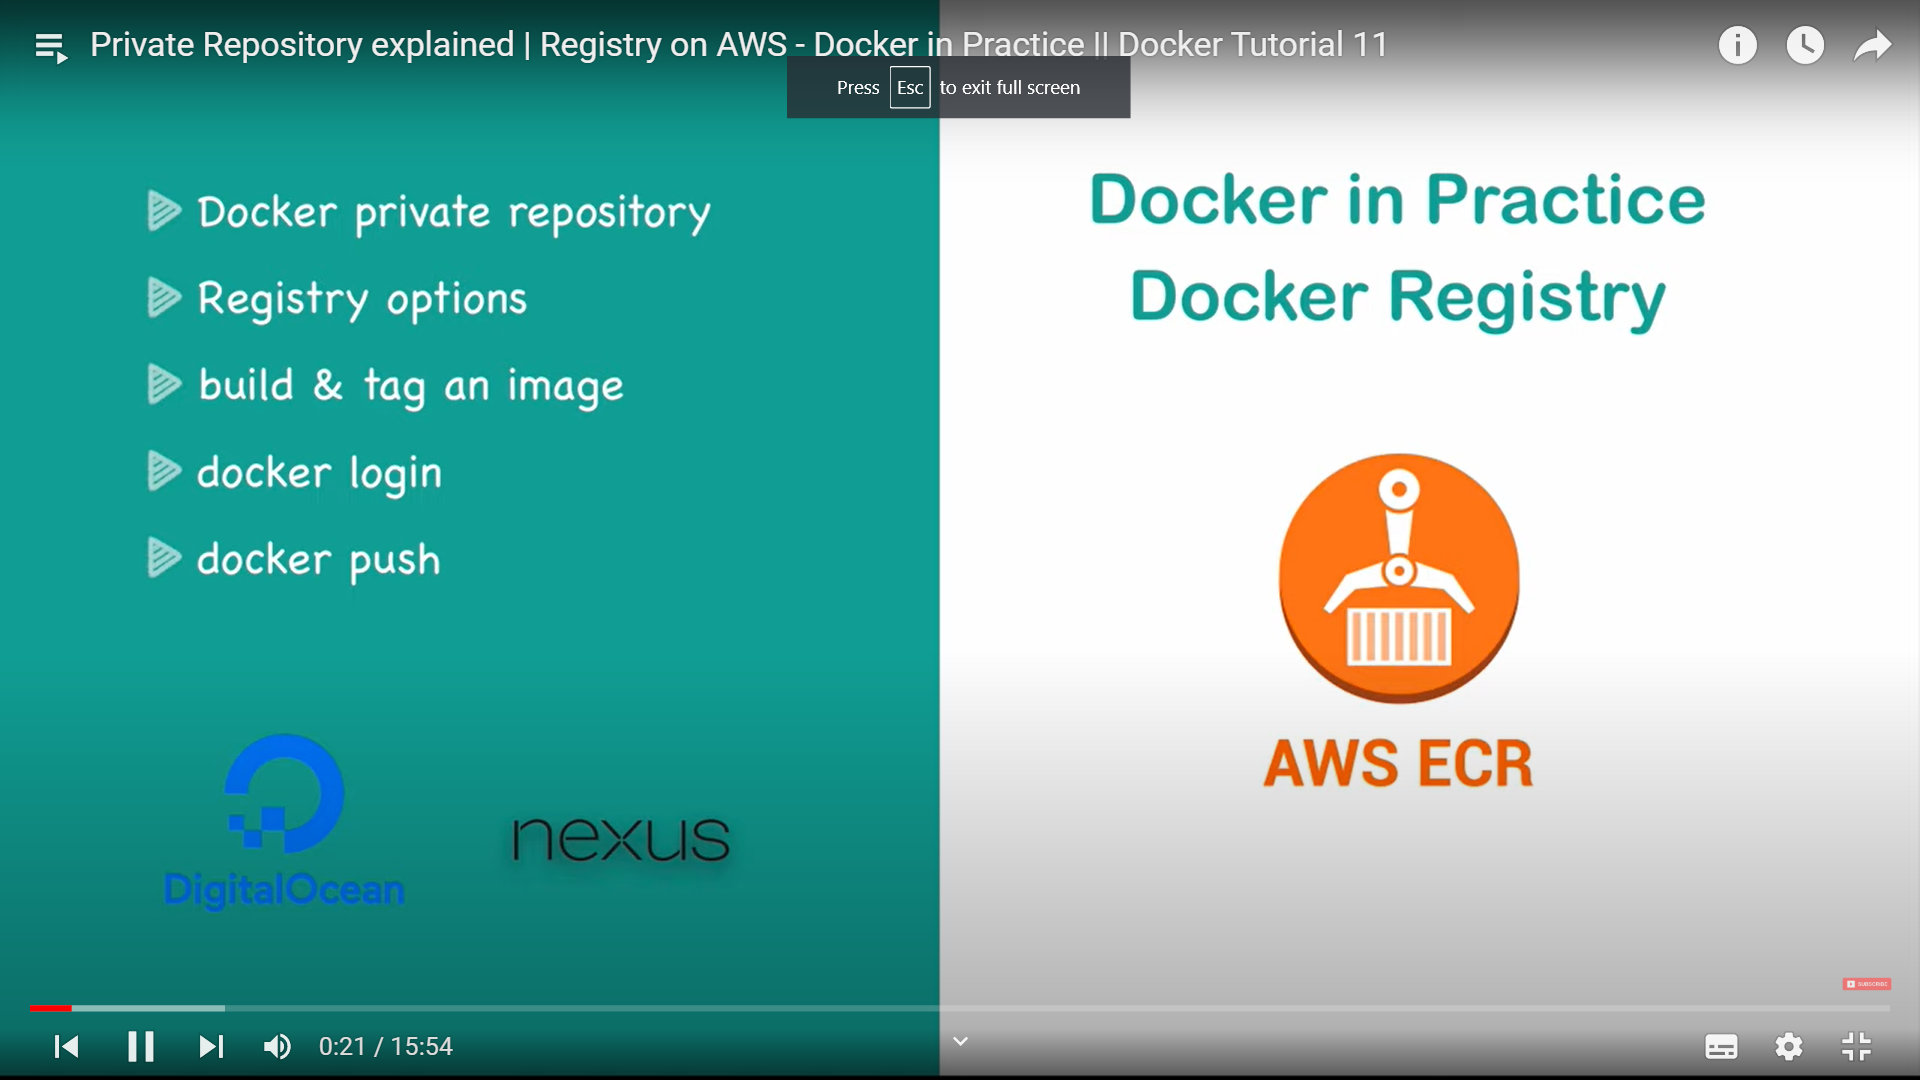 Private Repository explained | Registry on AWS - Docker in Practice || Docker Tutorial 11
Press Esc to exit full screen
Docker private repository
Registry options
build & tag an image
docker login
docker push
DigitalOcean
nexus
Docker in Practice
Docker Registry
AWS ECR
SUBSCRIBE
0:21 / 15:54